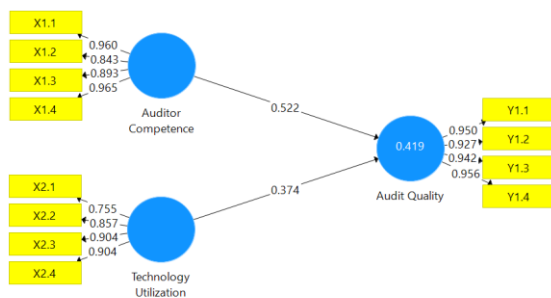 X1.1
X1.2
X1.3
X1.4
0.960
0.843
0.893
0.965
Auditor
Competence
0.522
X2.1
X2.2
X2.3
X2.4
0.755
0.857
0.904
0.904
Technology
Utilization
0.374
0.419
Audit Quality
0.950
0.927
0.942
0.956
Y1.1
Y1.2
Y1.3
Y1.4